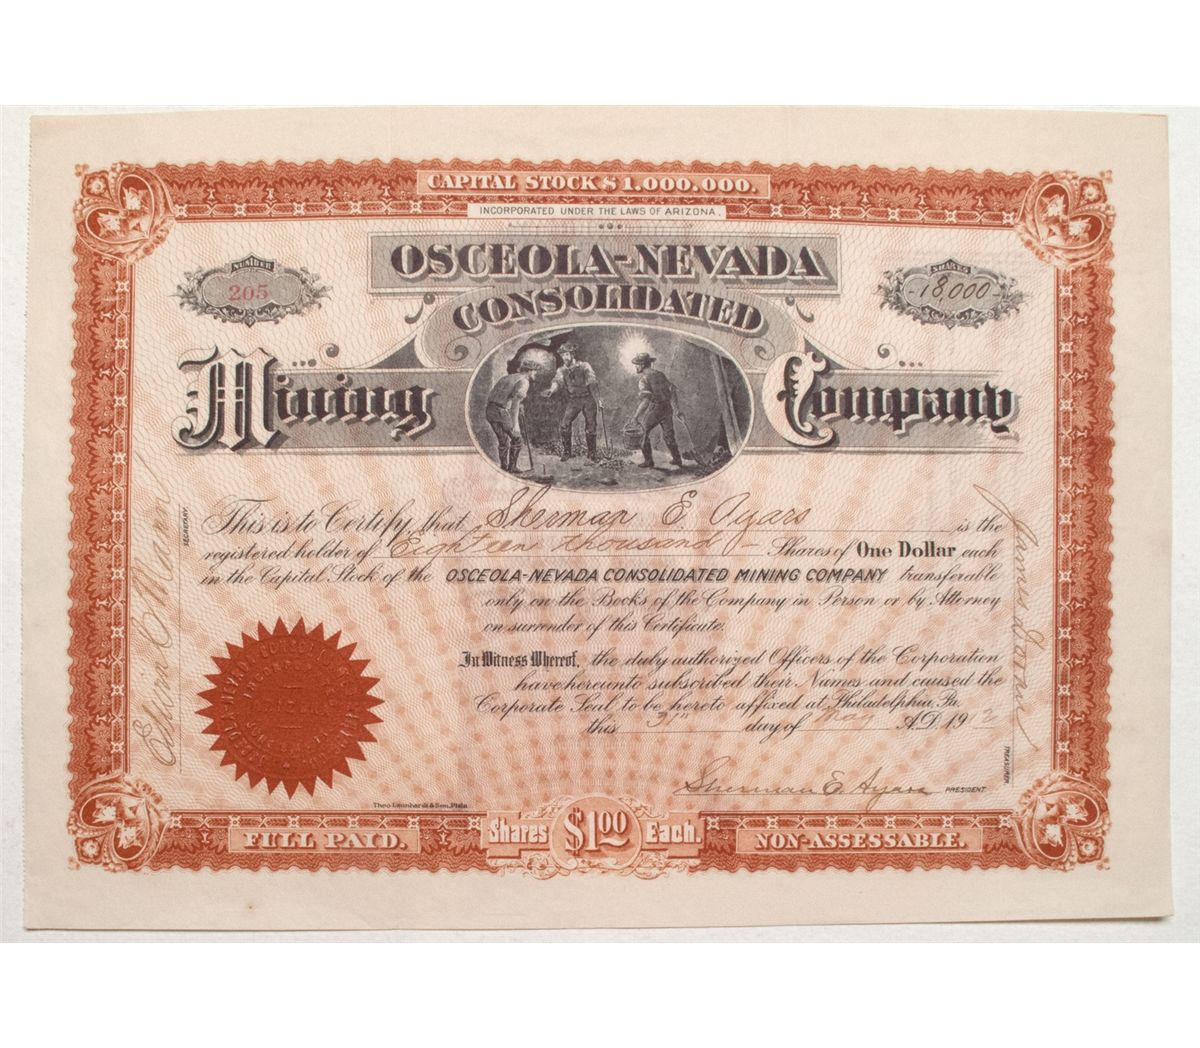 CAPITAL STOCK $1,000,000.
INCORPORATED UNDER THE LAWS OF ARIZONA.
NUMBER
205
OSCEOLA-NEVADA
CONSOLIDATED
SHARES
-18,000-
Mining Company
This is to Certify, that Sherman E. Ayars is the
registered holder of Eighteen thousand - Shares of One Dollar each
in the Capital Stock of the OSCEOLA-NEVADA CONSOLIDATED MINING COMPANY transferable
only on the Books of the Company in Person or by Attorney
on surrender of this Certificate.
In Witness Whereof, the duly authorized Officers of the Corporation
have hereunto subscribed their Names and caused the
Corporate Seal to be hereto affixed at Philadelphia, Pa.
this 31st day of May A.D. 1912
Sherman E. Ayars PRESIDENT
SECRETARY
TREASURER
Theo. Leonhardt & Son, Phila.
FULL PAID.
Shares $1.00 Each.
NON-ASSESSABLE.